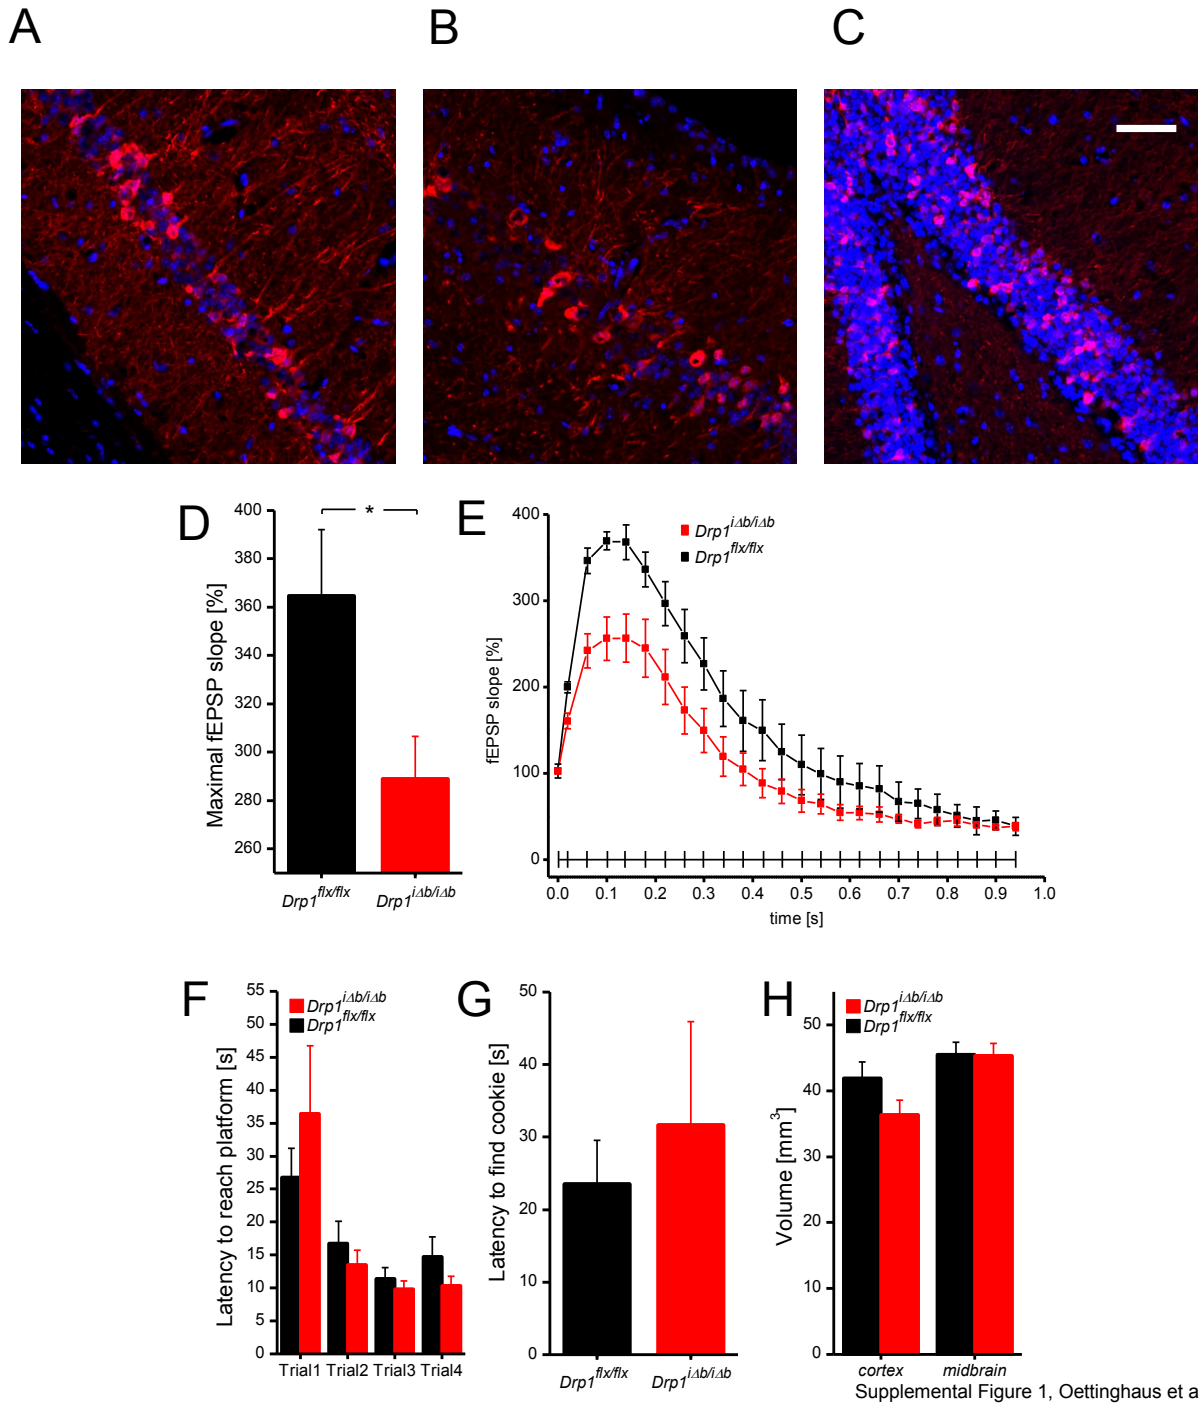 A
B
C
D
Maximal fEPSP slope [%]
400
380
360
340
320
300
280
260
*
Drp1flx/flx
Drp1iΔb/iΔb
E
fEPSP slope [%]
400
300
200
100
0
Drp1iΔb/iΔb
Drp1flx/flx
0.0 0.1 0.2 0.3 0.4 0.5 0.6 0.7 0.8 0.9 1.0
time [s]
F
Latency to reach platform [s]
55
50
45
40
35
30
25
20
15
10
5
0
Drp1iΔb/iΔb
Drp1flx/flx
Trial1 Trial2 Trial3 Trial4
G
Latency to find cookie [s]
50
40
30
20
10
0
Drp1flx/flx
Drp1iΔb/iΔb
H
Volume [mm3]
50
40
30
20
10
0
Drp1iΔb/iΔb
Drp1flx/flx
cortex midbrain
Supplemental Figure 1, Oettinghaus et a